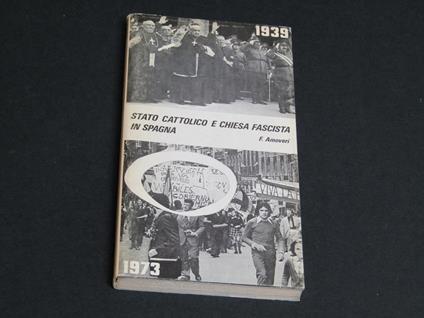 1939
STATO CATTOLICO E CHIESA FASCISTA
IN SPAGNA
F. Amoveri
1973